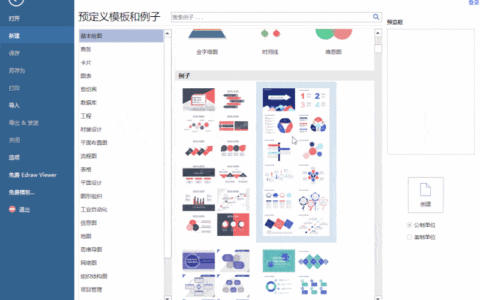 登录
打开
新建
保存
另存为
打印
导入
导出 & 发送
关闭
选项
免费 Edraw Viewer
免费模板...
退出
预定义模板和例子
搜索例子 ...
基本绘图
商务
卡片
图表
数据库
工程
时装设计
平面布置图
流程图
表格
平面设计
图形组织
工业自动化
信息图
地图
思维导图
网络图
组织结构图
项目管理
金字塔图
时间线
维恩图
例子
预览图
创建
公制单位
美制单位